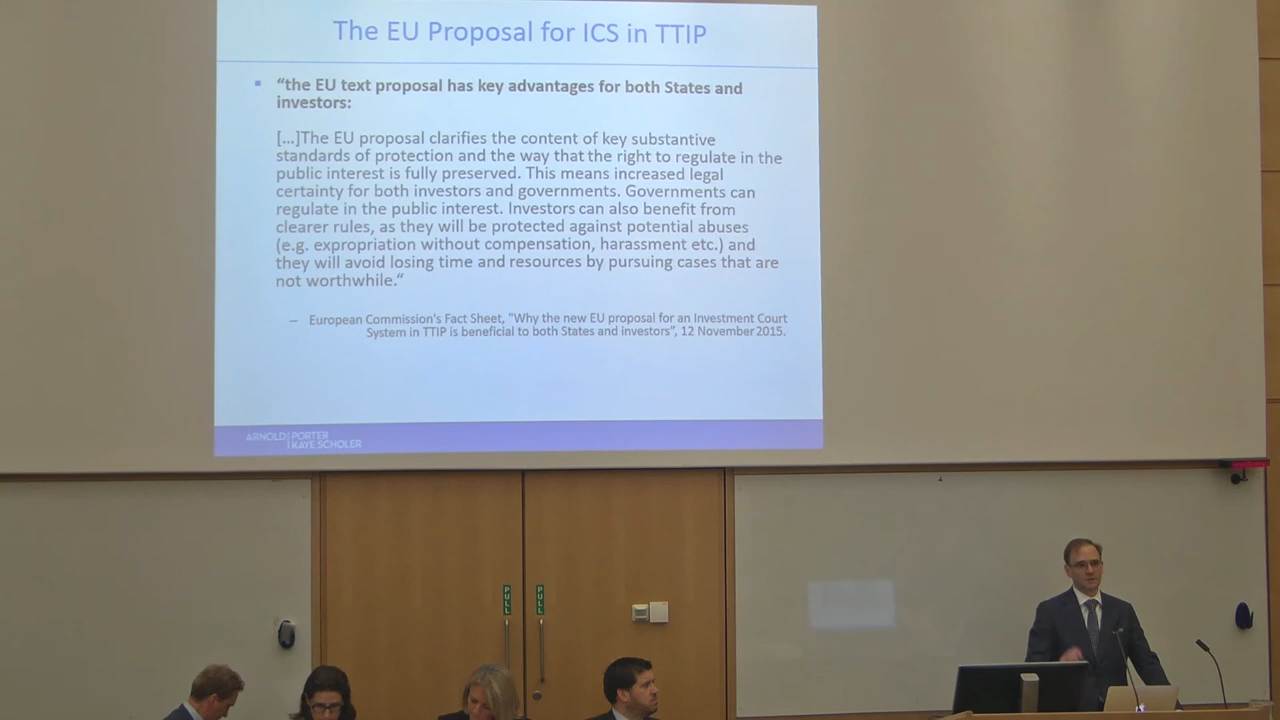 The EU Proposal for ICS in TTIP
▪ “the EU text proposal has key advantages for both States and
investors:
[...]The EU proposal clarifies the content of key substantive
standards of protection and the way that the right to regulate in the
public interest is fully preserved. This means increased legal
certainty for both investors and governments. Governments can
regulate in the public interest. Investors can also benefit from
clearer rules, as they will be protected against potential abuses
(e.g. expropriation without compensation, harassment etc.) and
they will avoid losing time and resources by pursuing cases that are
not worthwhile.“
– European Commission's Fact Sheet, "Why the new EU proposal for an Investment Court
System in TTIP is beneficial to both States and investors”, 12 November 2015.
ARNOLD | PORTER
| KAYE SCHOLER
PULL
PULL